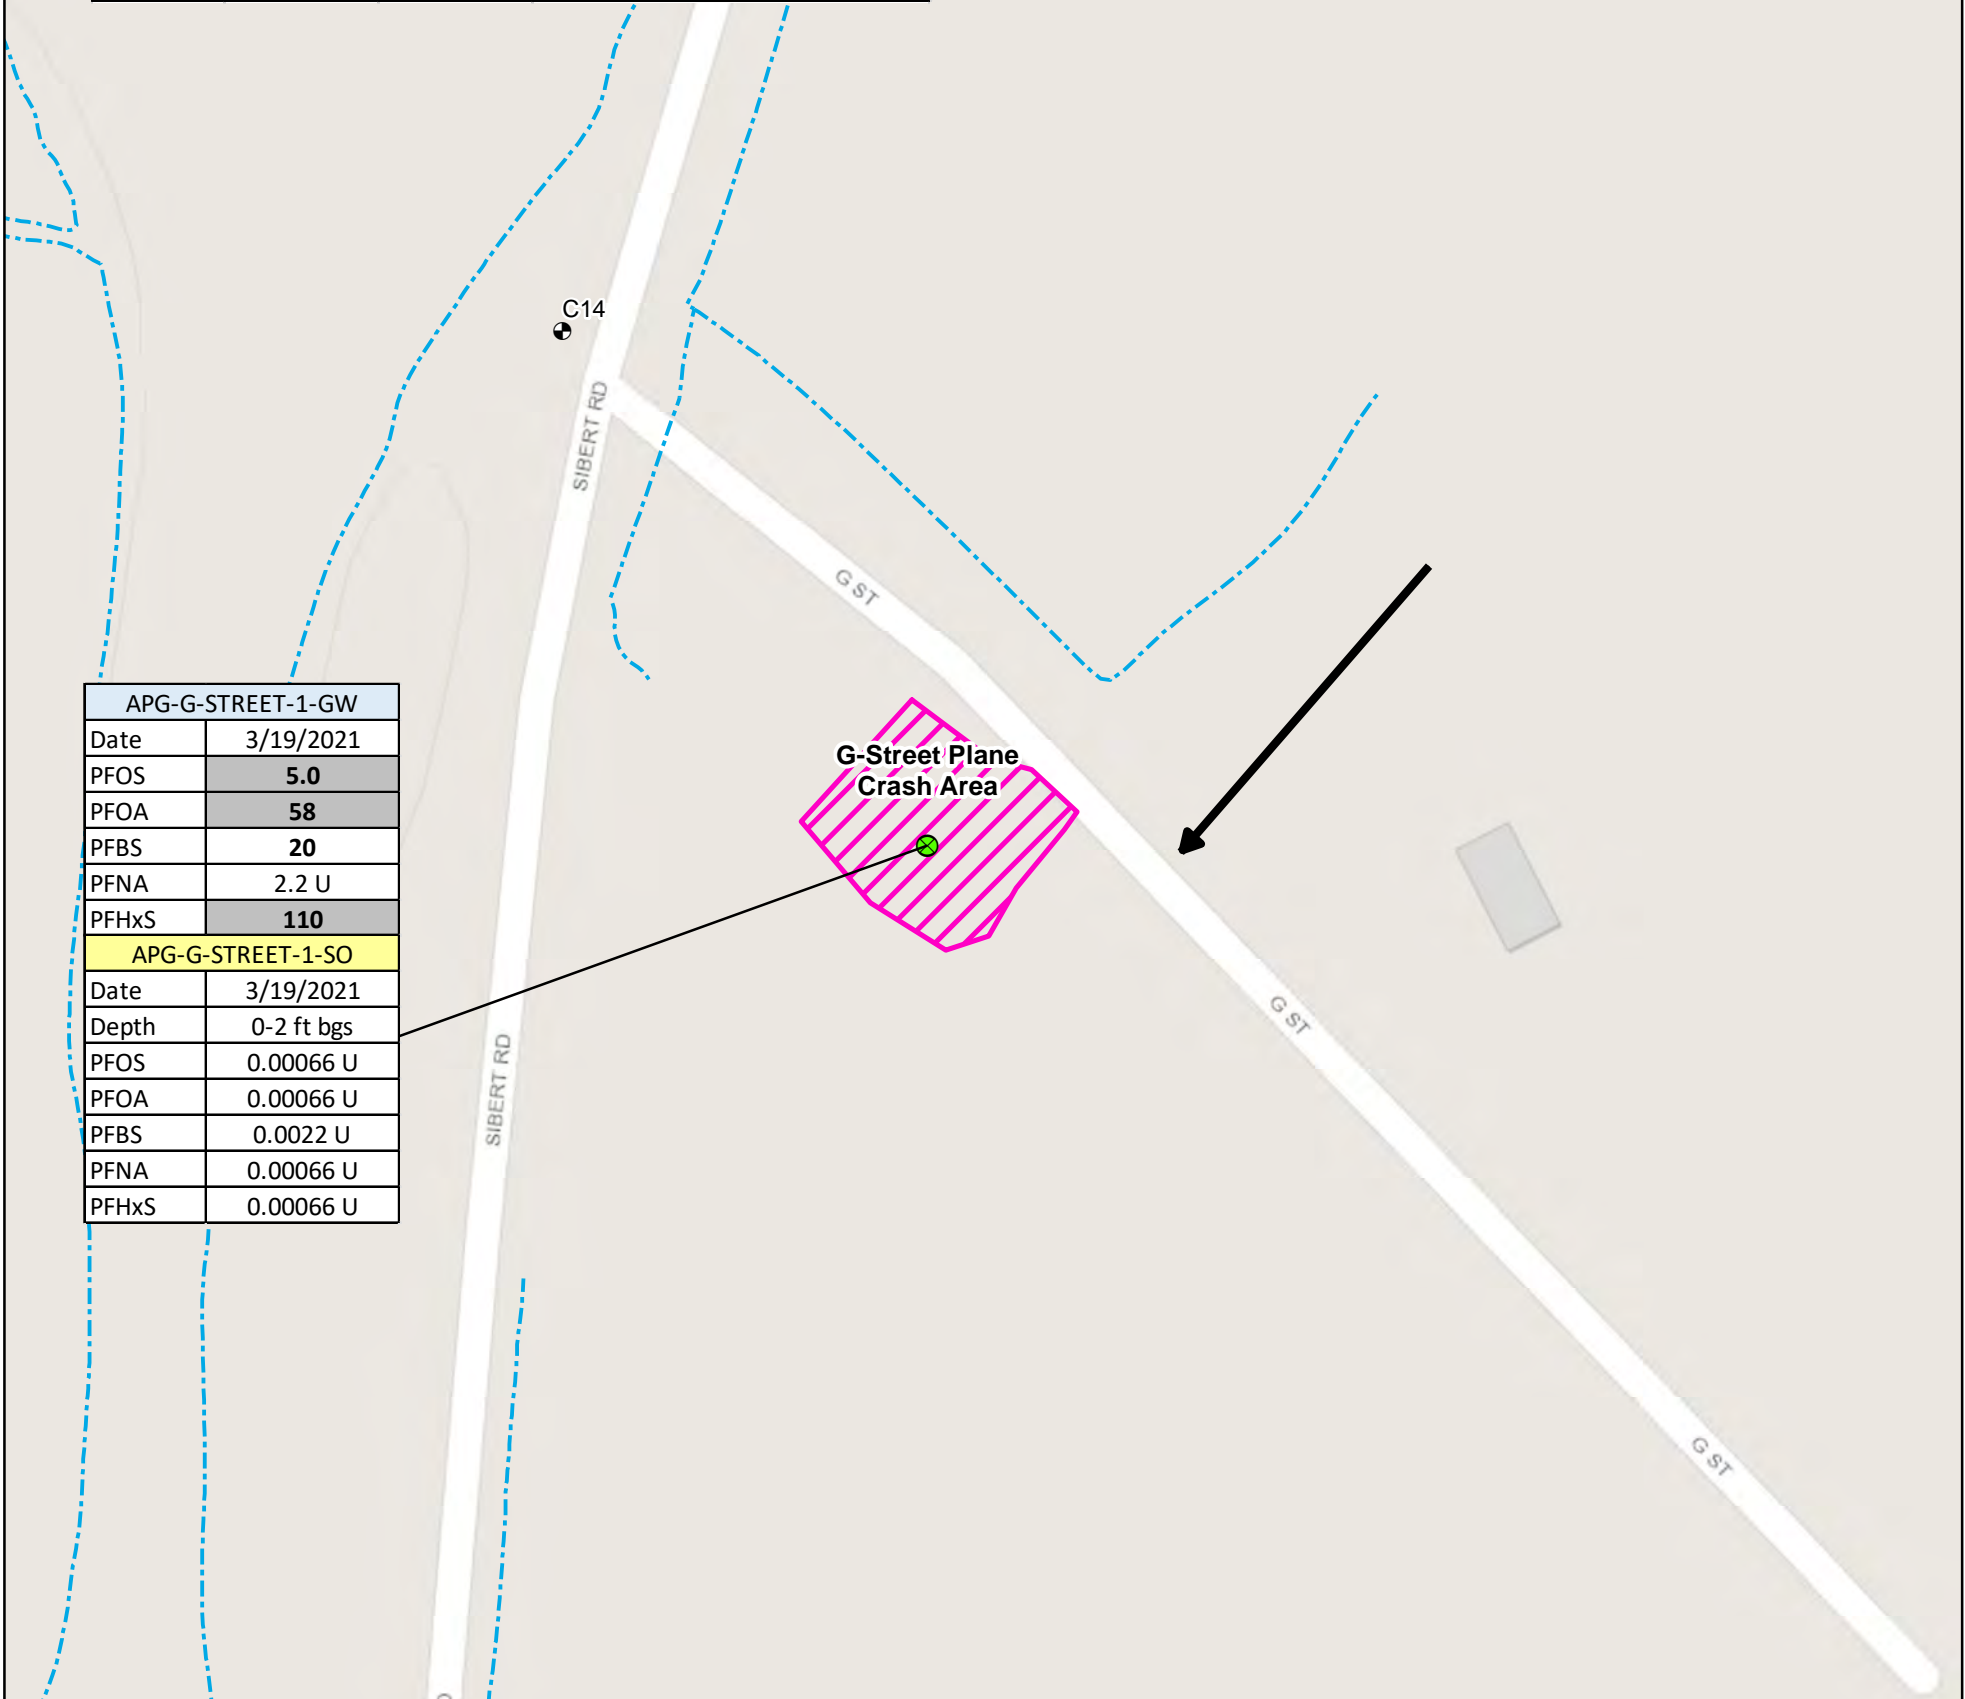 C14
SIBERT RD
G ST
G-Street Plane
Crash Area
APG-G-STREET-1-GW
Date 3/19/2021
PFOS 5.0
PFOA 58
PFBS 20
PFNA 2.2 U
PFHxS 110
APG-G-STREET-1-SO
Date 3/19/2021
Depth 0-2 ft bgs
PFOS 0.00066 U
PFOA 0.00066 U
PFBS 0.0022 U
PFNA 0.00066 U
PFHxS 0.00066 U
G ST
SIBERT RD
G ST